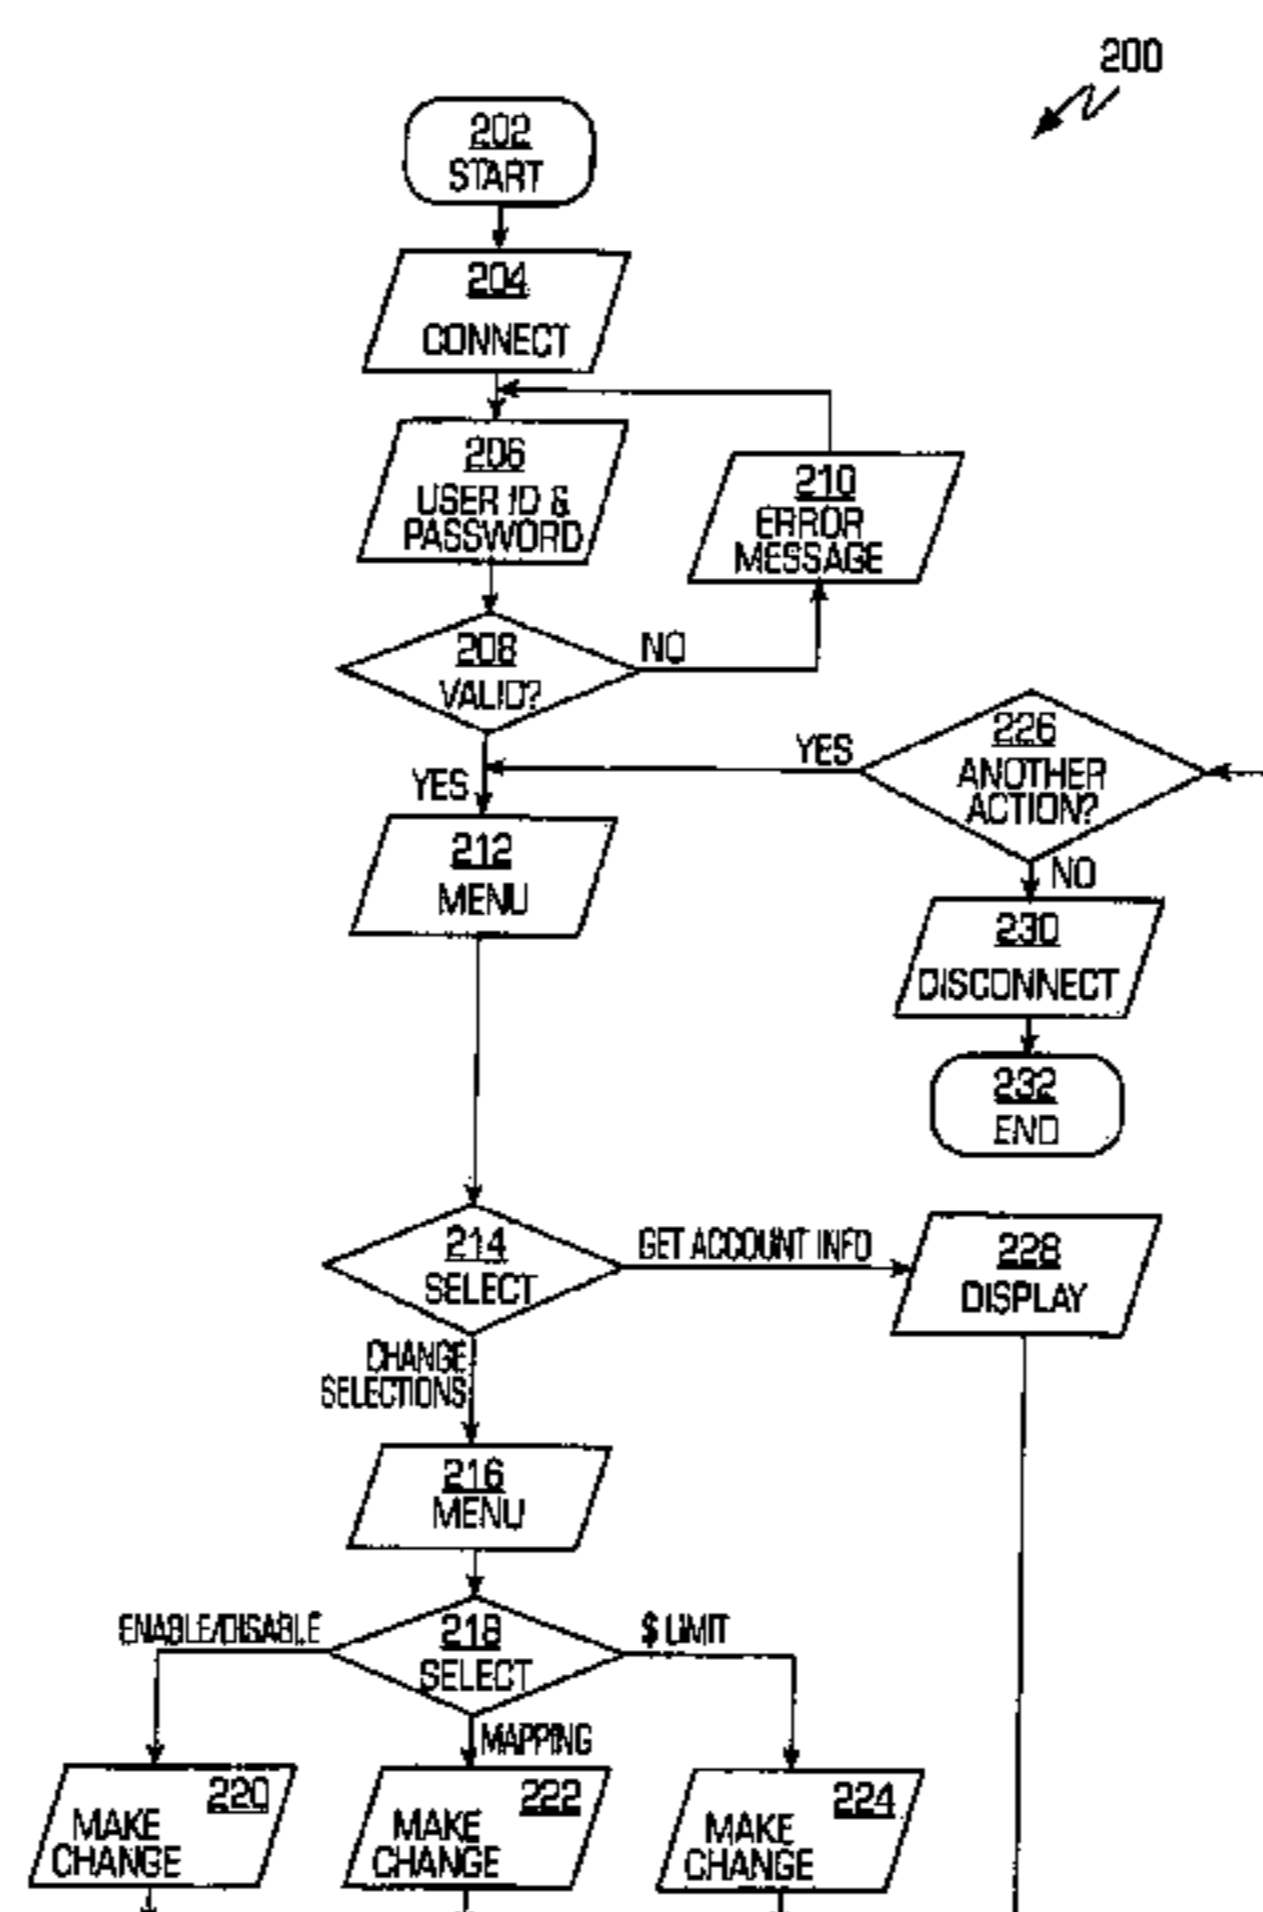 200
202
START
204
CONNECT
206
USER ID &
PASSWORD
210
ERROR
MESSAGE
208
VALID?
NO
YES
226
ANOTHER
ACTION?
YES
NO
212
MENU
230
DISCONNECT
232
END
214
SELECT
GET ACCOUNT INFO
228
DISPLAY
CHANGE
SELECTIONS
216
MENU
218
SELECT
ENABLE/DISABLE
$ LIMIT
MAPPING
220
MAKE
CHANGE
222
MAKE
CHANGE
224
MAKE
CHANGE